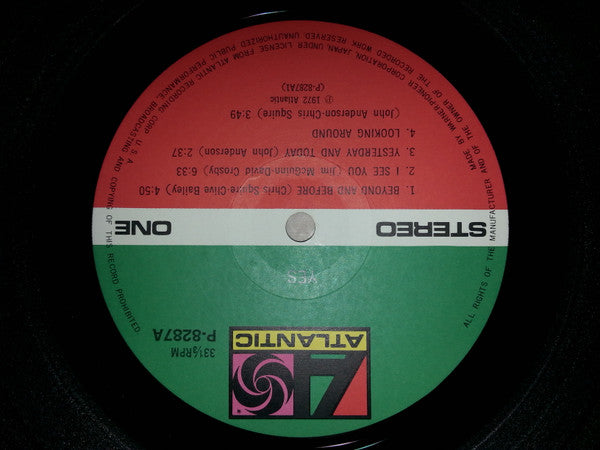 ATLANTIC
33⅓RPM
P-8287A
YES
STEREO
ONE
1. BEYOND AND BEFORE (Chris Squire-Clive Bailey) 4:50
2. I SEE YOU (Jim McGuinn-David Crosby) 6:33
3. YESTERDAY AND TODAY (John Anderson) 2:37
4. LOOKING AROUND
(John Anderson-Chris Squire) 3:49
Ⓟ 1972 Atlantic
(P-8287A1)
MADE BY WARNER-PIONEER CORPORATION, JAPAN, UNDER LICENSE FROM ATLANTIC RECORDING CORP. U.S.A.
ALL RIGHTS OF THE MANUFACTURER AND OF THE OWNER OF THE RECORDED WORK RESERVED UNAUTHORIZED PUBLIC PERFORMANCE, BROADCASTING AND COPYING OF THIS RECORD PROHIBITED